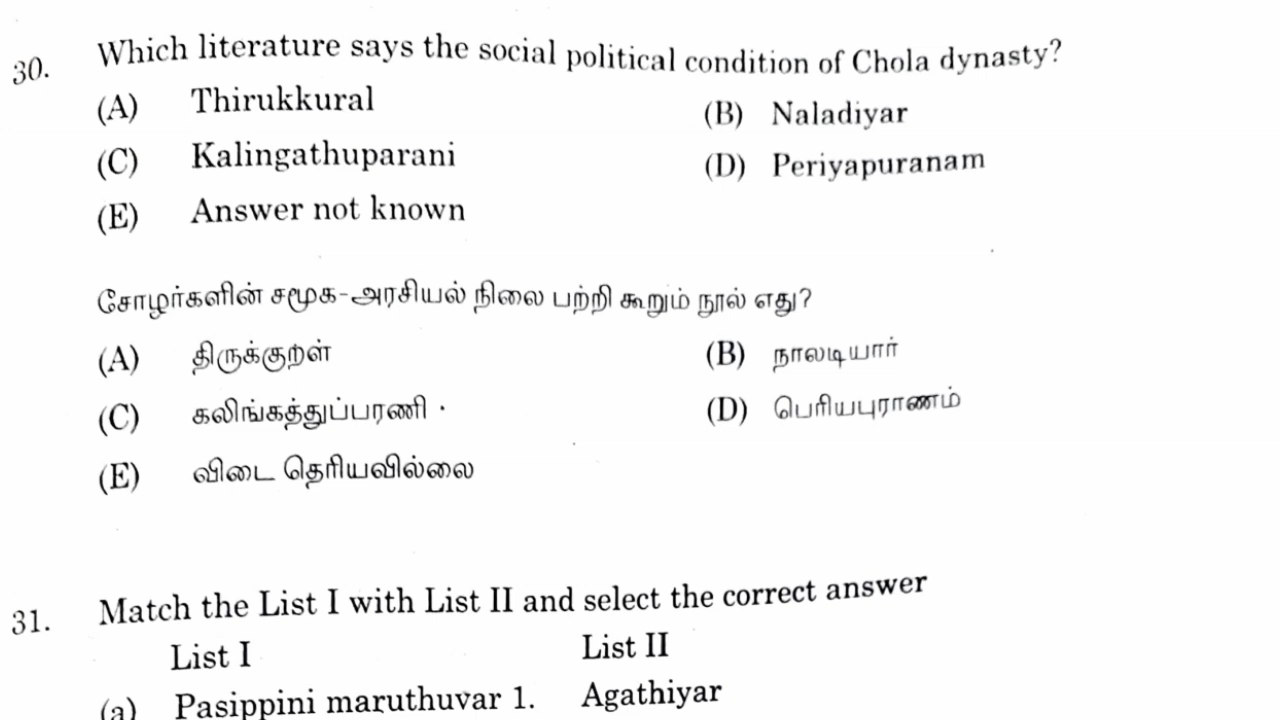 30. Which literature says the social political condition of Chola dynasty?
(A) Thirukkural (B) Naladiyar
(C) Kalingathuparani (D) Periyapuranam
(E) Answer not known
சோழர்களின் சமூக-அரசியல் நிலை பற்றி கூறும் நூல் எது?
(A) திருக்குறள் (B) நாலடியார்
(C) கலிங்கத்துப்பரணி (D) பெரியபுராணம்
(E) விடை தெரியவில்லை
31. Match the List I with List II and select the correct answer
List I List II
(a) Pasippini maruthuvar 1. Agathiyar